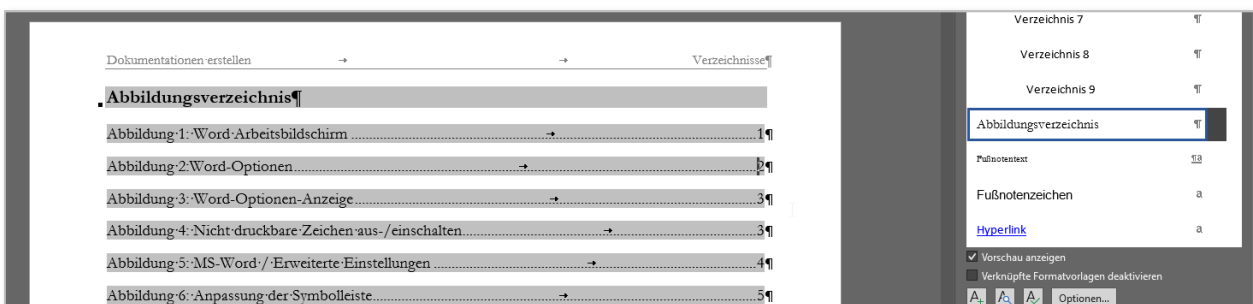 Dokumentationen·erstellen → → Verzeichnisse¶
Abbildungsverzeichnis¶
Abbildung·1:·Word·Arbeitsbildschirm → 1¶
Abbildung·2:Word-Optionen → 2¶
Abbildung·3:·Word-Optionen-Anzeige → 3¶
Abbildung·4:·Nicht·druckbare·Zeichen·aus-/einschalten → 3¶
Abbildung·5:·MS-Word·/·Erweiterte·Einstellungen → 4¶
Abbildung·6:·Anpassung·der·Symbolleiste → 5¶
Verzeichnis 7 ¶
Verzeichnis 8 ¶
Verzeichnis 9 ¶
Abbildungsverzeichnis ¶
Fußnotentext ¶a
Fußnotenzeichen a
Hyperlink a
Vorschau anzeigen
Verknüpfte Formatvorlagen deaktivieren
Optionen...